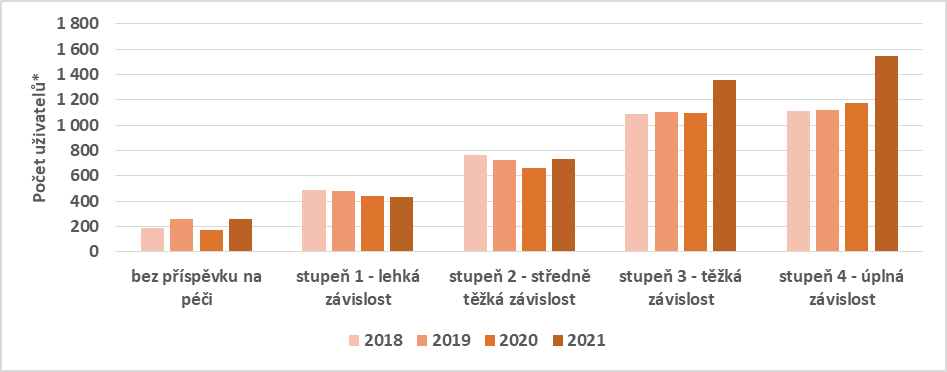 1 800
1 600
1 400
1 200
1 000
800
600
400
200
0
Počet uživatelů*
bez příspěvku na
péči
stupeň 1 - lehká
závislost
stupeň 2 - středně
těžká závislost
stupeň 3 - těžká
závislost
stupeň 4 - úplná
závislost
2018 2019 2020 2021